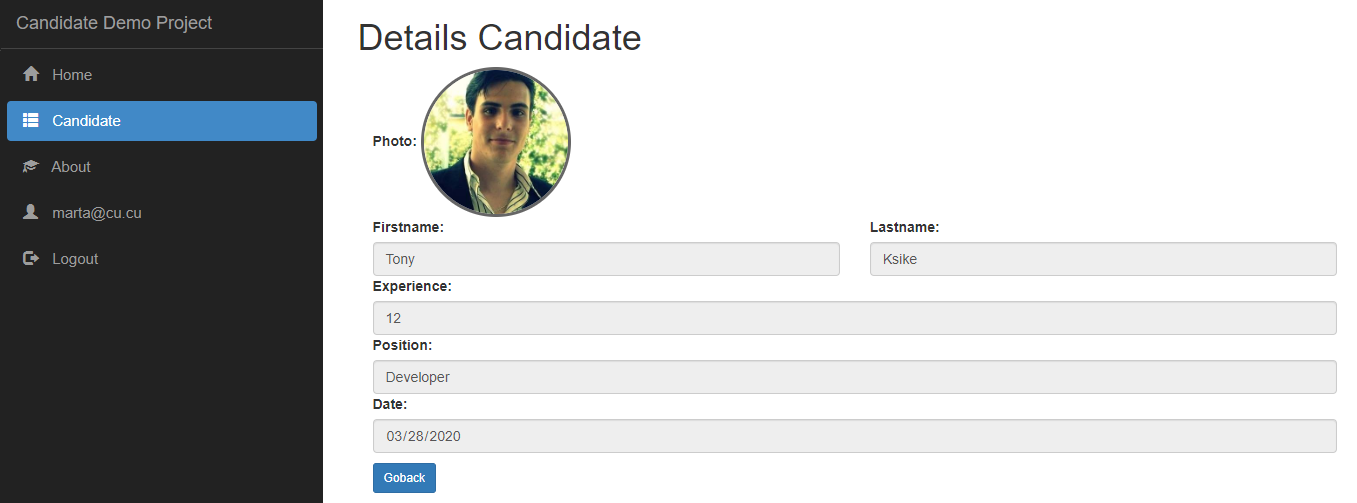 Candidate Demo Project
Home
Candidate
About
marta@cu.cu
Logout
Details Candidate
Photo:
Firstname: Lastname:
Tony Ksike
Experience:
12
Position:
Developer
Date:
03/28/2020
Goback